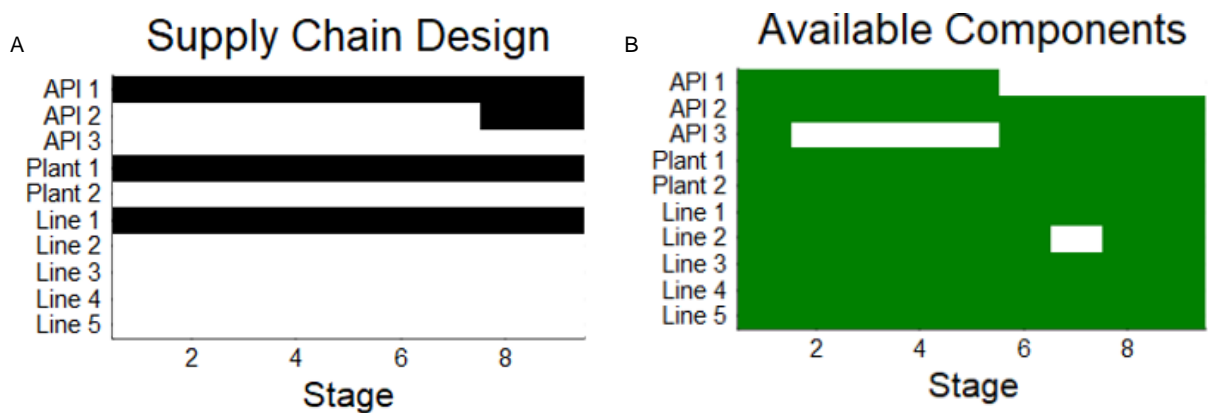 A
Supply Chain Design
API 1
API 2
API 3
Plant 1
Plant 2
Line 1
Line 2
Line 3
Line 4
Line 5
2 4 6 8
Stage
B
Available Components
API 1
API 2
API 3
Plant 1
Plant 2
Line 1
Line 2
Line 3
Line 4
Line 5
2 4 6 8
Stage